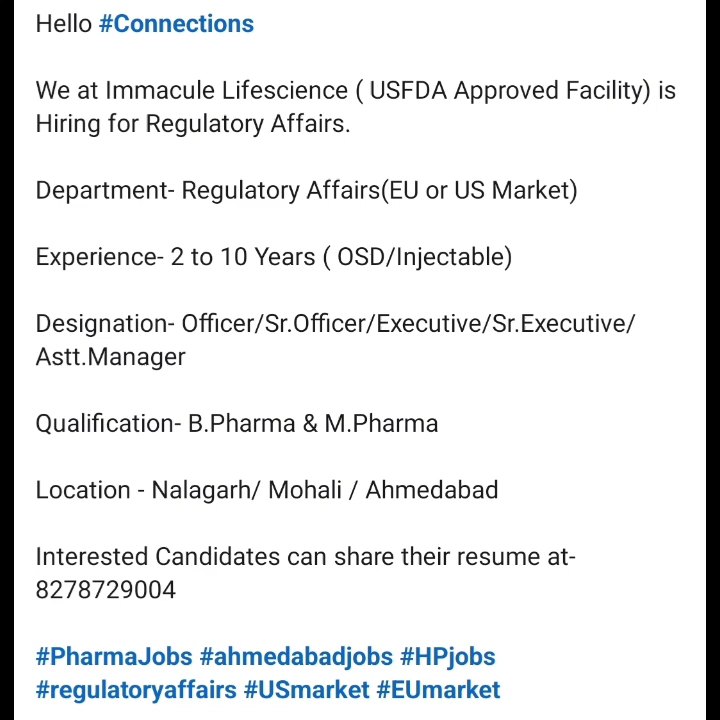 Hello #Connections
We at Immacule Lifescience ( USFDA Approved Facility) is
Hiring for Regulatory Affairs.
Department- Regulatory Affairs(EU or US Market)
Experience- 2 to 10 Years ( OSD/Injectable)
Designation- Officer/Sr.Officer/Executive/Sr.Executive/
Astt.Manager
Qualification- B.Pharma & M.Pharma
Location - Nalagarh/ Mohali / Ahmedabad
Interested Candidates can share their resume at-
8278729004
#PharmaJobs #ahmedabadjobs #HPjobs
#regulatoryaffairs #USmarket #EUmarket